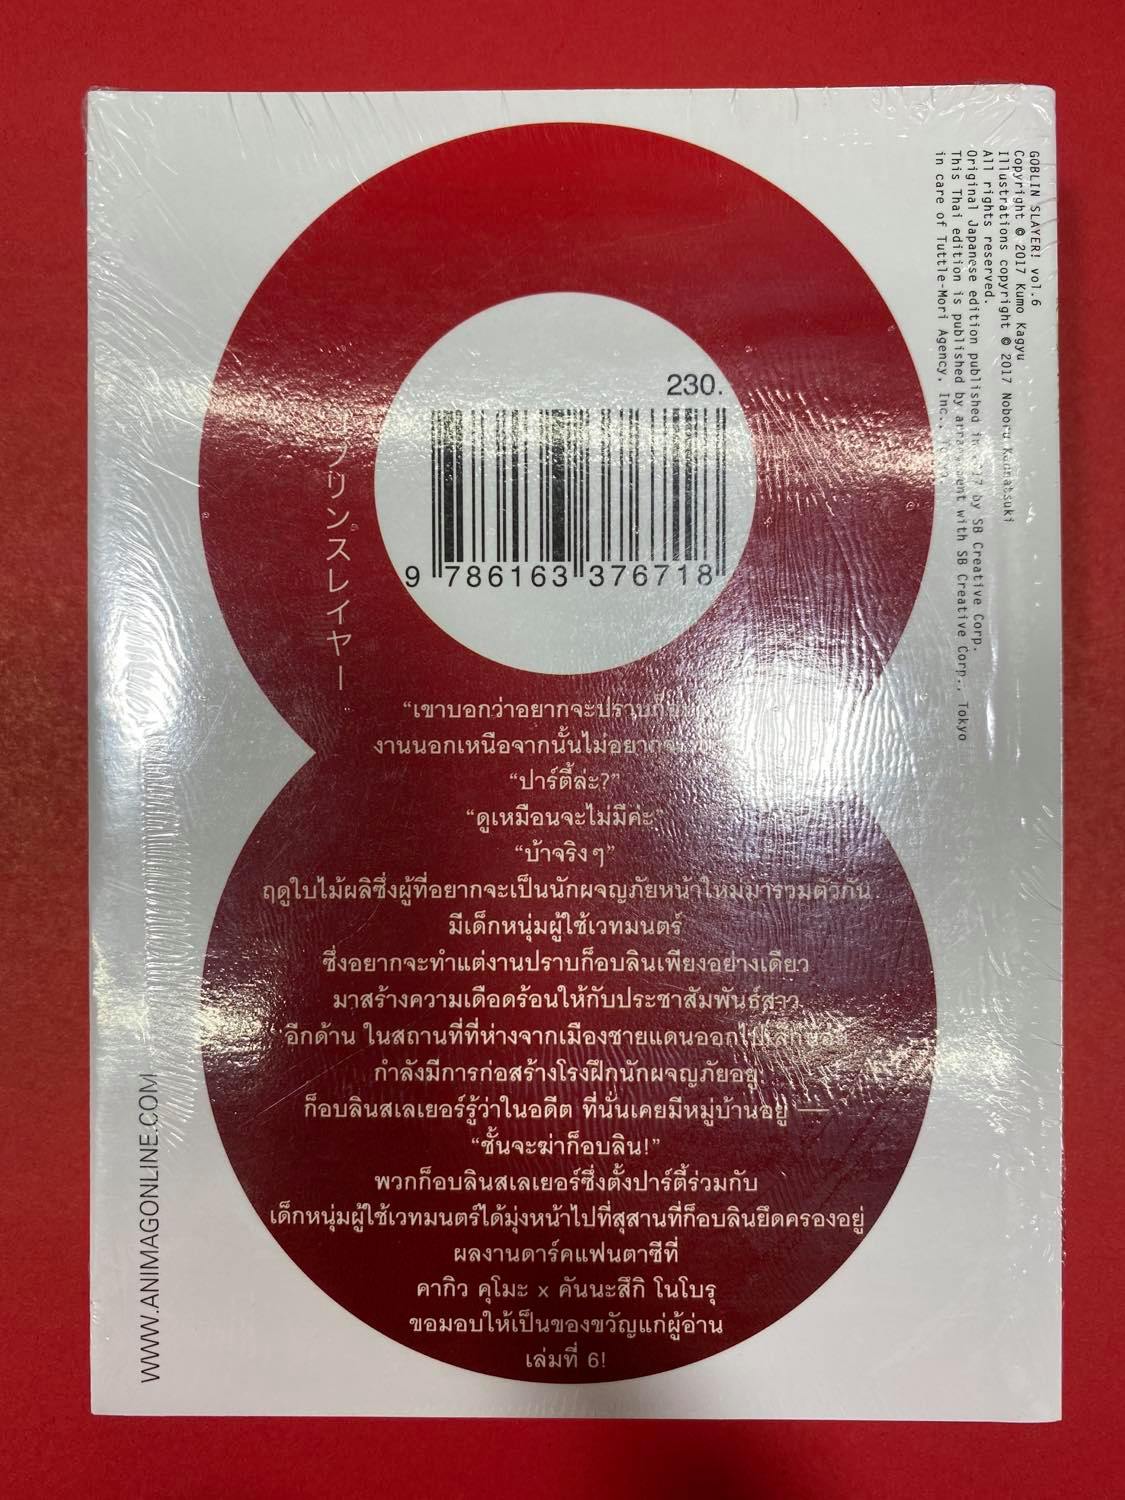 GOBLIN SLAYER! vol.6
Copyright © 2017 Kumo Kagyu
Illustrations copyright © 2017 Noboru Kannatsuki
All rights reserved.
Original Japanese edition published in 2017 by SB Creative Corp.
This Thai edition is published by arrangement with SB Creative Corp., Tokyo
in care of Tuttle-Mori Agency, Inc., Tokyo.
230.
9 786163 376718
ブリンスレイヤー
“เขาบอกว่าอยากจะปราบ
งานนอกเหนือจากนั้นไม่อยากจะ
“ปาร์ตี้ล่ะ?”
“ดูเหมือนจะไม่มีค่ะ”
“บ้าจริงๆ”
ฤดูใบไม้ผลิซึ่งผู้ที่อยากจะเป็นนักผจญภัยหน้าใหม่มารวมตัวกัน
มีเด็กหนุ่มผู้ใช้เวทมนตร์
ซึ่งอยากจะทำแต่งานปราบก็อบลินเพียงอย่างเดียว
มาสร้างความเดือดร้อนให้กับประชาสัมพันธ์สาว
อีกด้าน ในสถานที่ที่ห่างจากเมืองชายแดนออกไปเล็กน้อย
กำลังมีการก่อสร้างโรงฝึกนักผจญภัยอยู่
ก็อบลินสเลเยอร์รู้ว่าในอดีต ที่นั่นเคยมีหมู่บ้านอยู่ ——
“ชั้นจะฆ่าก็อบลิน!”
พวกก็อบลินสเลเยอร์ซึ่งตั้งปาร์ตี้ร่วมกับ
เด็กหนุ่มผู้ใช้เวทมนตร์ได้มุ่งหน้าไปที่สุสานที่ก็อบลินยึดครองอยู่
ผลงานดาร์คแฟนตาซีที่
คากิว คุโมะ x คันนะสึกิ โนโบรุ
ขอมอบให้เป็นของขวัญแก่ผู้อ่าน
เล่มที่ 6!
WWW.ANIMAGONLINE.COM